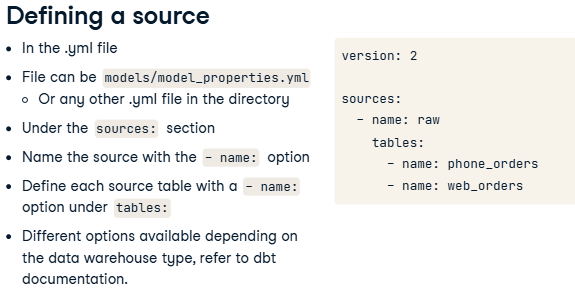 Defining a source
• In the .yml file
• File can be models/model_properties.yml
○ Or any other .yml file in the directory
• Under the sources: section
• Name the source with the - name: option
• Define each source table with a - name:
option under tables:
• Different options available depending on
the data warehouse type, refer to dbt
documentation.
version: 2
sources:
  - name: raw
    tables:
      - name: phone_orders
      - name: web_orders